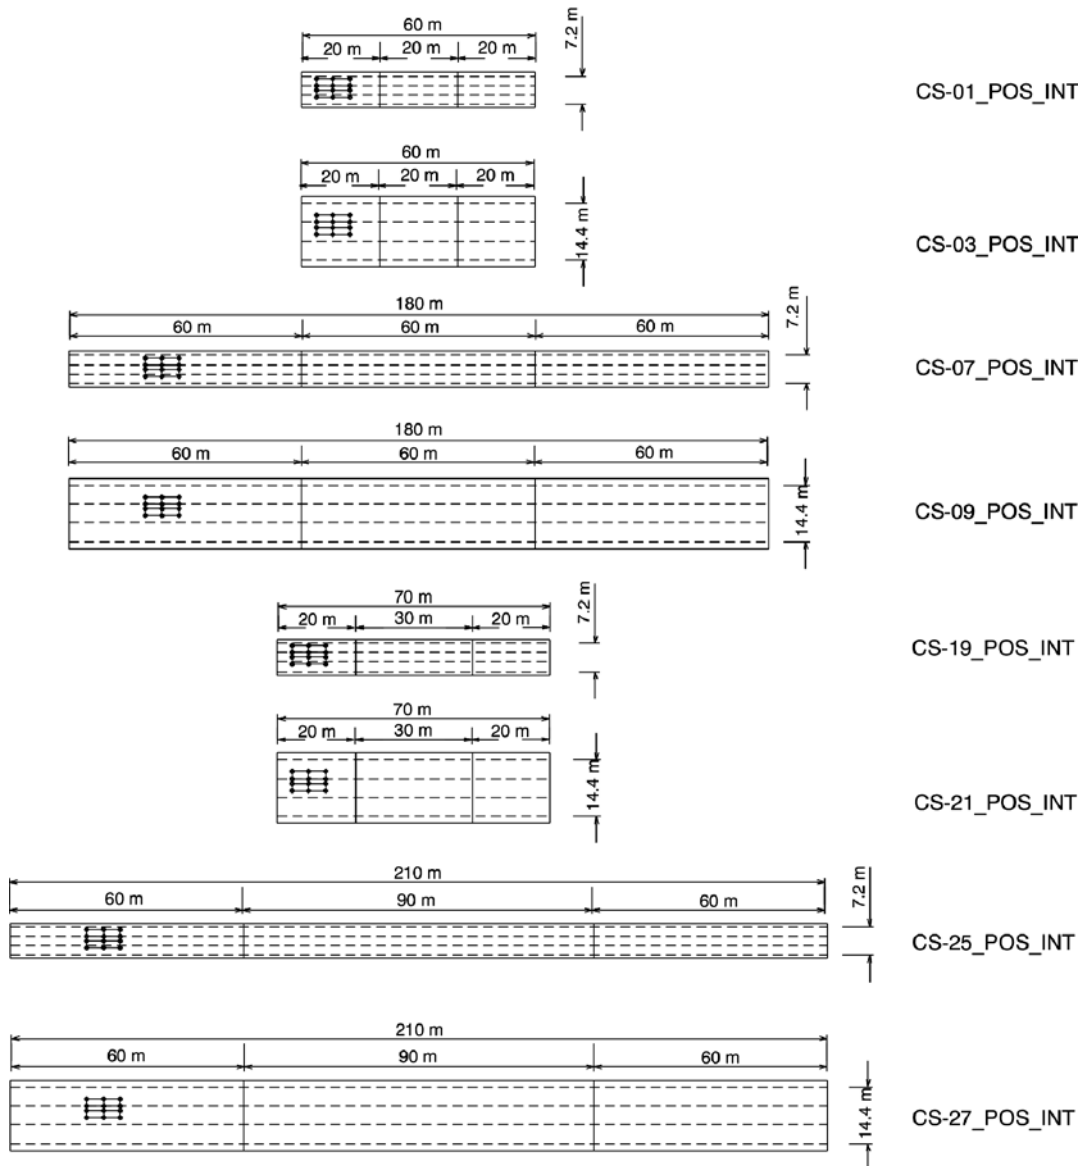 60 m
7.2 m
20 m 20 m 20 m
CS-01_POS_INT
60 m
20 m 20 m 20 m
14.4 m
CS-03_POS_INT
180 m
7.2 m
60 m 60 m 60 m
CS-07_POS_INT
180 m
60 m 60 m 60 m
14.4 m
CS-09_POS_INT
70 m
7.2 m
20 m 30 m 20 m
CS-19_POS_INT
70 m
20 m 30 m 20 m
14.4 m
CS-21_POS_INT
210 m
7.2 m
60 m 90 m 60 m
CS-25_POS_INT
210 m
60 m 90 m 60 m
14.4 m
CS-27_POS_INT